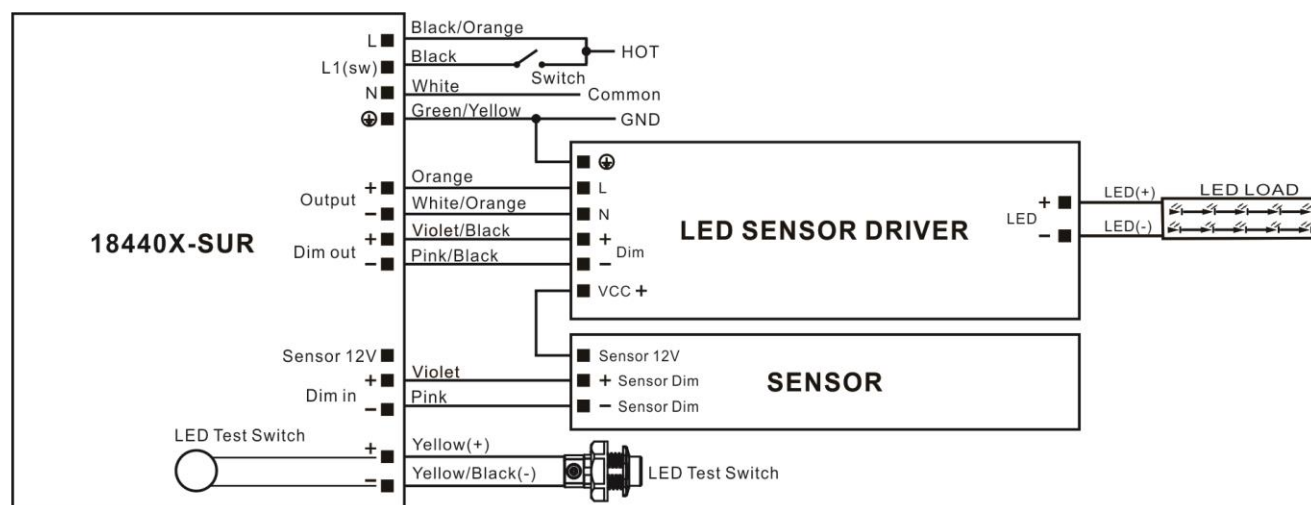 L Black/Orange
HOT
L1(sw) Black
Switch
N White Common
Green/Yellow GND
Output + Orange L
− White/Orange N
Dim out + Violet/Black + Dim
− Pink/Black −
VCC +
18440X-SUR
LED SENSOR DRIVER
LED + LED(+) LED LOAD
− LED(-)
Sensor 12V Sensor 12V
Dim in + Violet + Sensor Dim
− Pink − Sensor Dim
SENSOR
LED Test Switch + Yellow(+)
− Yellow/Black(-) LED Test Switch